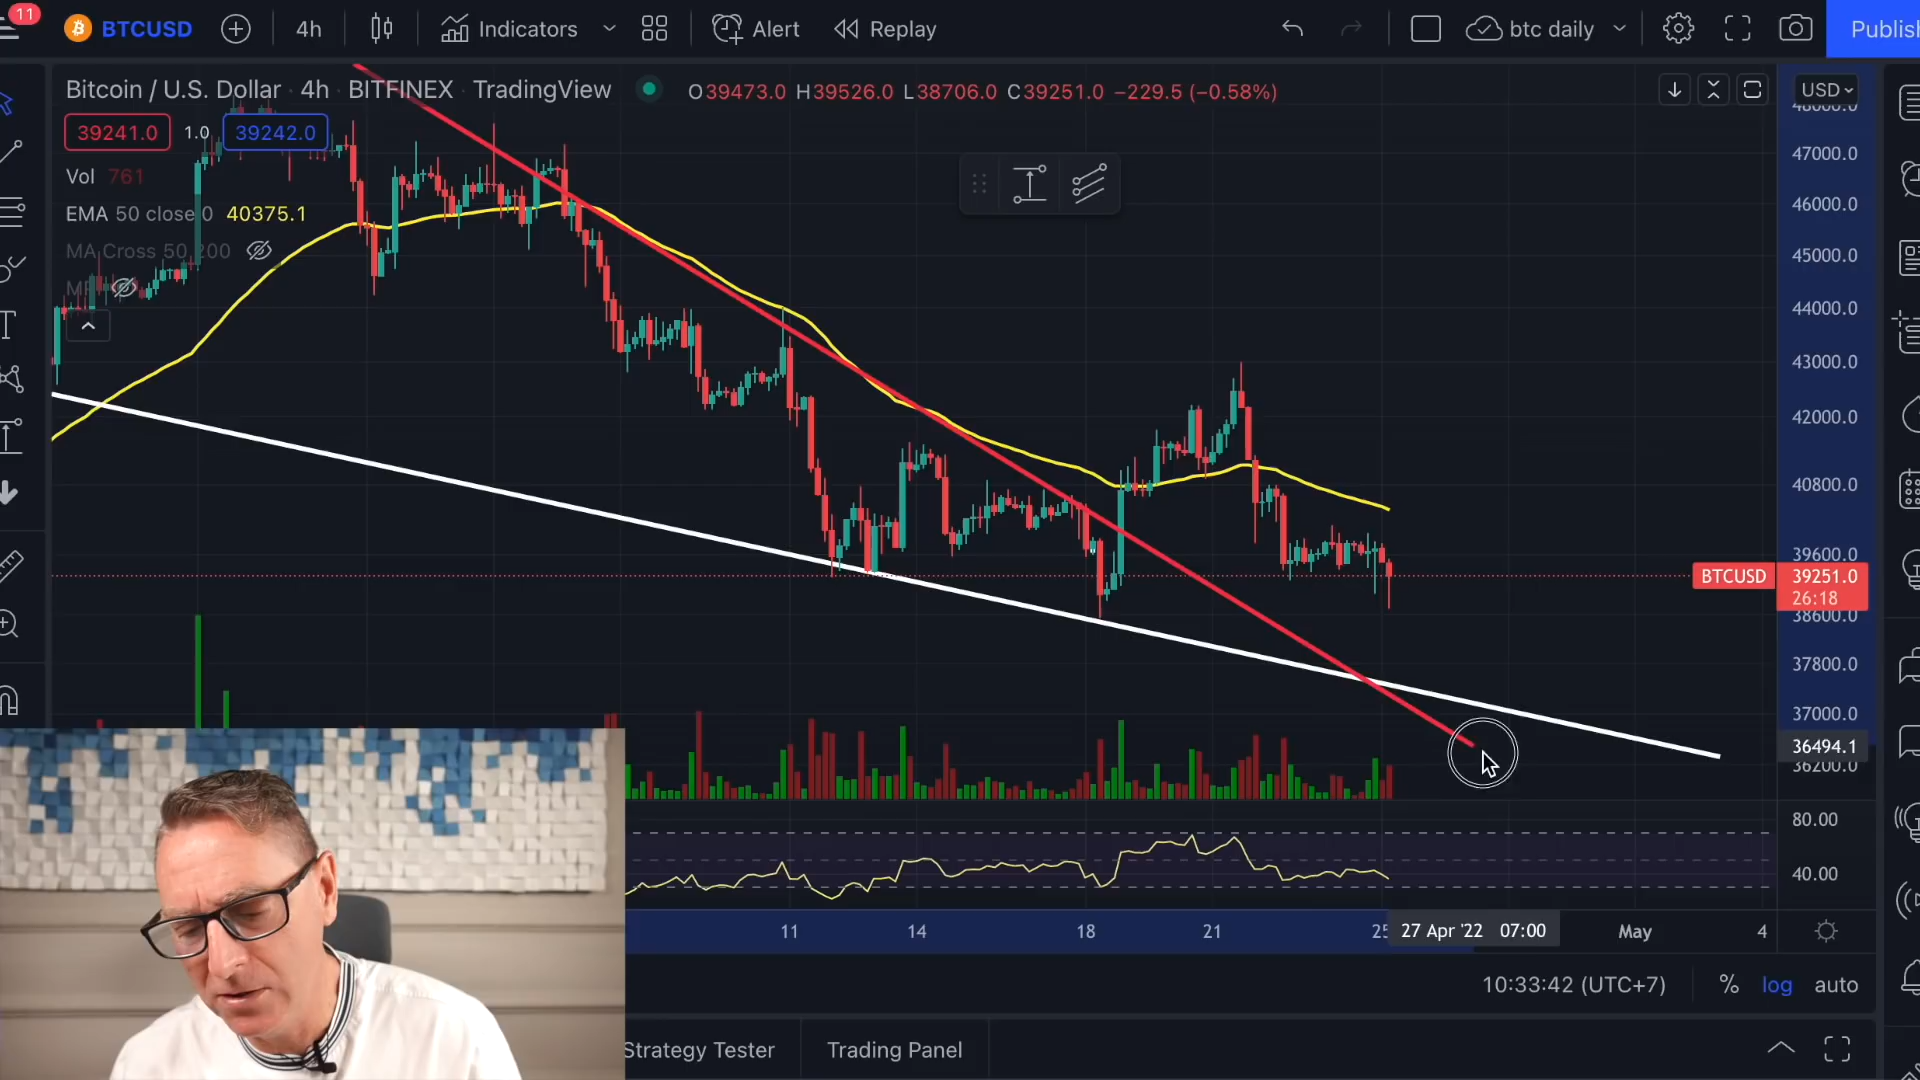 11
BTCUSD 4h Indicators Alert Replay btc daily Publish
Bitcoin / U.S. Dollar · 4h · BITFINEX · TradingView O39473.0 H39526.0 L38706.0 C39251.0 −229.5 (−0.58%)
USD
39241.0 1.0 39242.0
Vol 761
EMA 50 close 0 40375.1
MA Cross 50 200
48000.0
47000.0
46000.0
45000.0
44000.0
43000.0
42000.0
40800.0
39600.0
BTCUSD 39251.0
26:18
38600.0
37800.0
37000.0
36494.1
36200.0
80.00
40.00
11 14 18 21 25 27 Apr '22 07:00 May 4
10:33:42 (UTC+7) % log auto
Strategy Tester Trading Panel